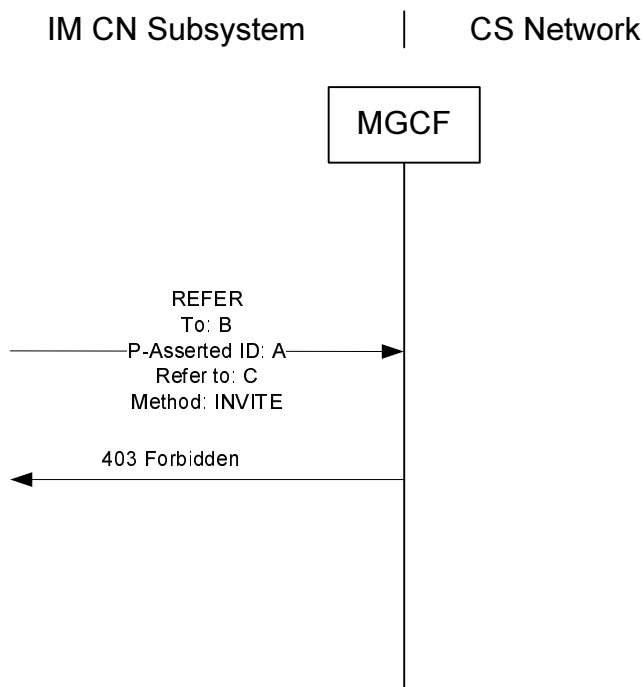 IM CN Subsystem | CS Network
MGCF
REFER
To: B
P-Asserted ID: A
Refer to: C
Method: INVITE
403 Forbidden